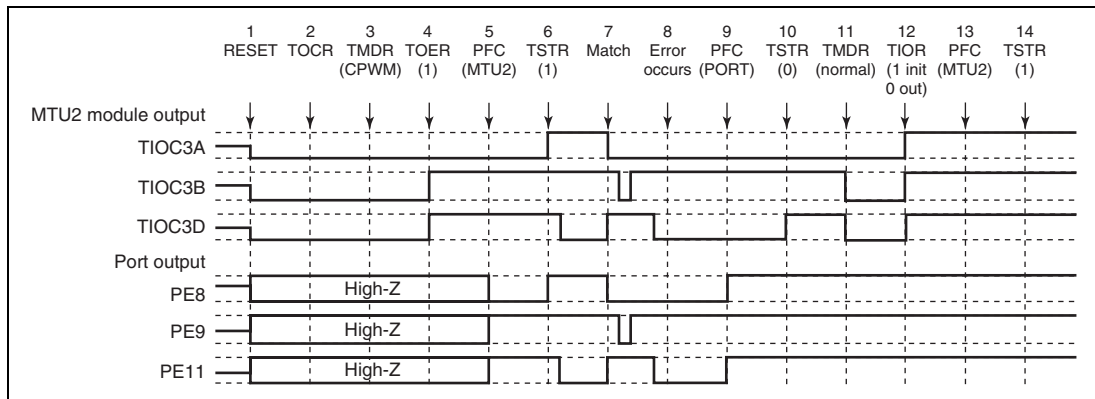 1 2 3 4 5 6 7 8 9 10 11 12 13 14
RESET TOCR TMDR TOER PFC TSTR Match Error PFC TSTR TMDR TIOR PFC TSTR
(CPWM) (1) (MTU2) (1) occurs (PORT) (0) (normal) (1 init (MTU2) (1)
0 out)
MTU2 module output
TIOC3A
TIOC3B
TIOC3D
Port output
PE8 High-Z
PE9 High-Z
PE11 High-Z